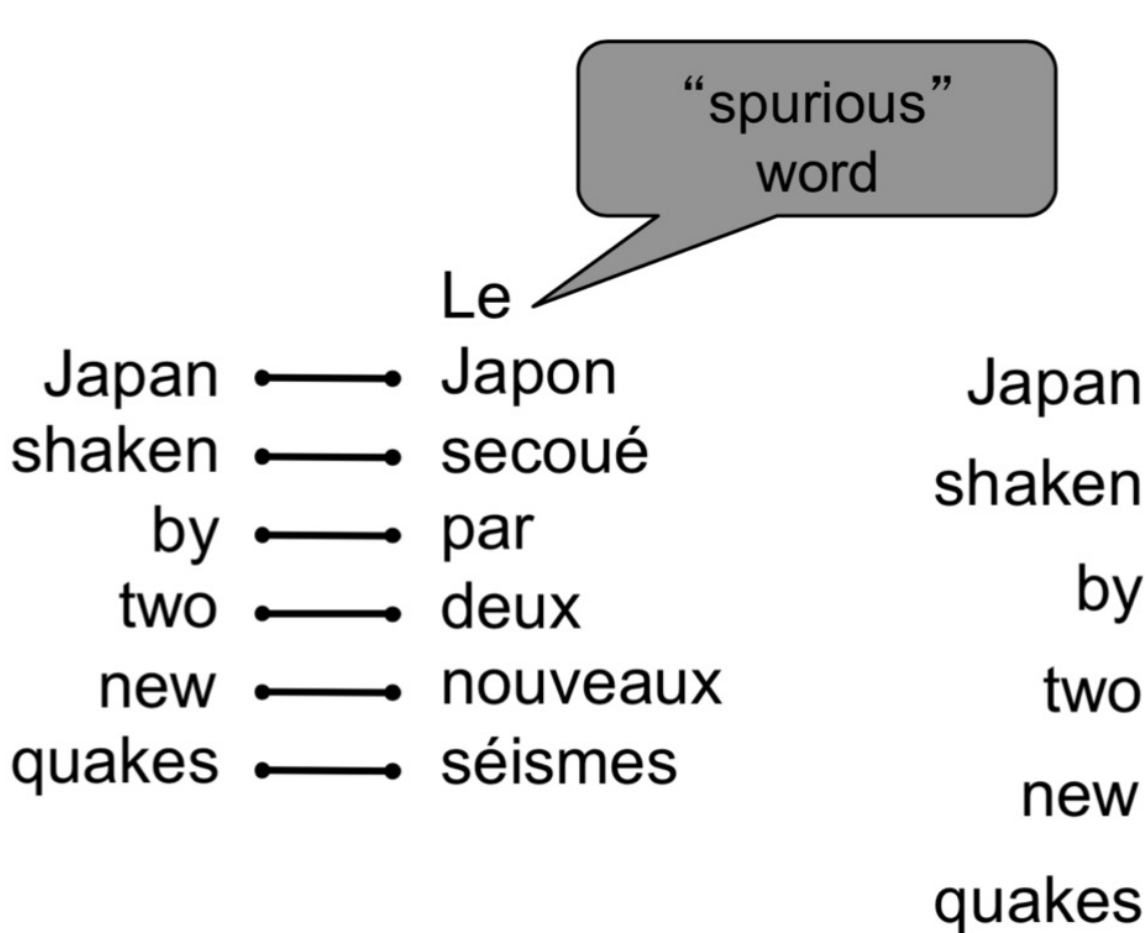 “spurious”
word
Le
Japan Japon
shaken secoué
by par
two deux
new nouveaux
quakes séismes
Japan
shaken
by
two
new
quakes